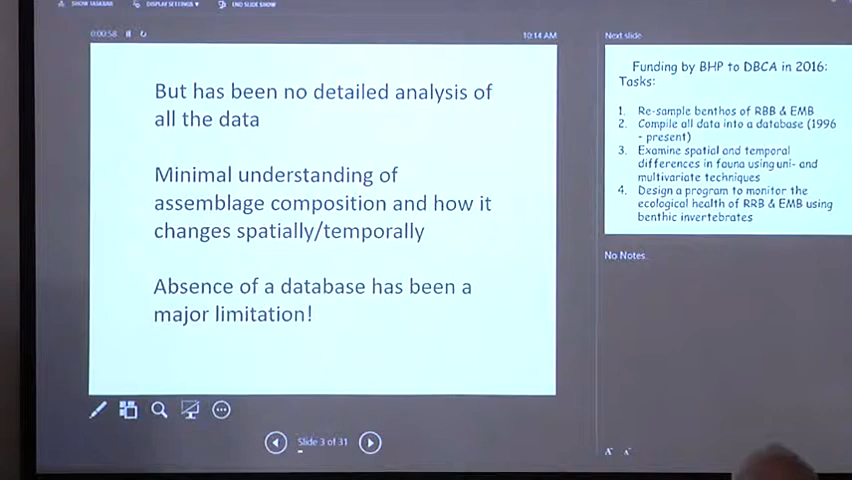 SHOW TASKBAR
DISPLAY SETTINGS ▾
END SLIDE SHOW
0:00:58
10:14 AM
But has been no detailed analysis of
all the data
Minimal understanding of
assemblage composition and how it
changes spatially/temporally
Absence of a database has been a
major limitation!
Slide 3 of 31
Next slide
Funding by BHP to DBCA in 2016:
Tasks:
1. Re-sample benthos of RBB & EMB
2. Compile all data into a database (1996
- present)
3. Examine spatial and temporal
differences in fauna using uni- and
multivariate techniques
4. Design a program to monitor the
ecological health of RRB & EMB using
benthic invertebrates
No Notes.
A A